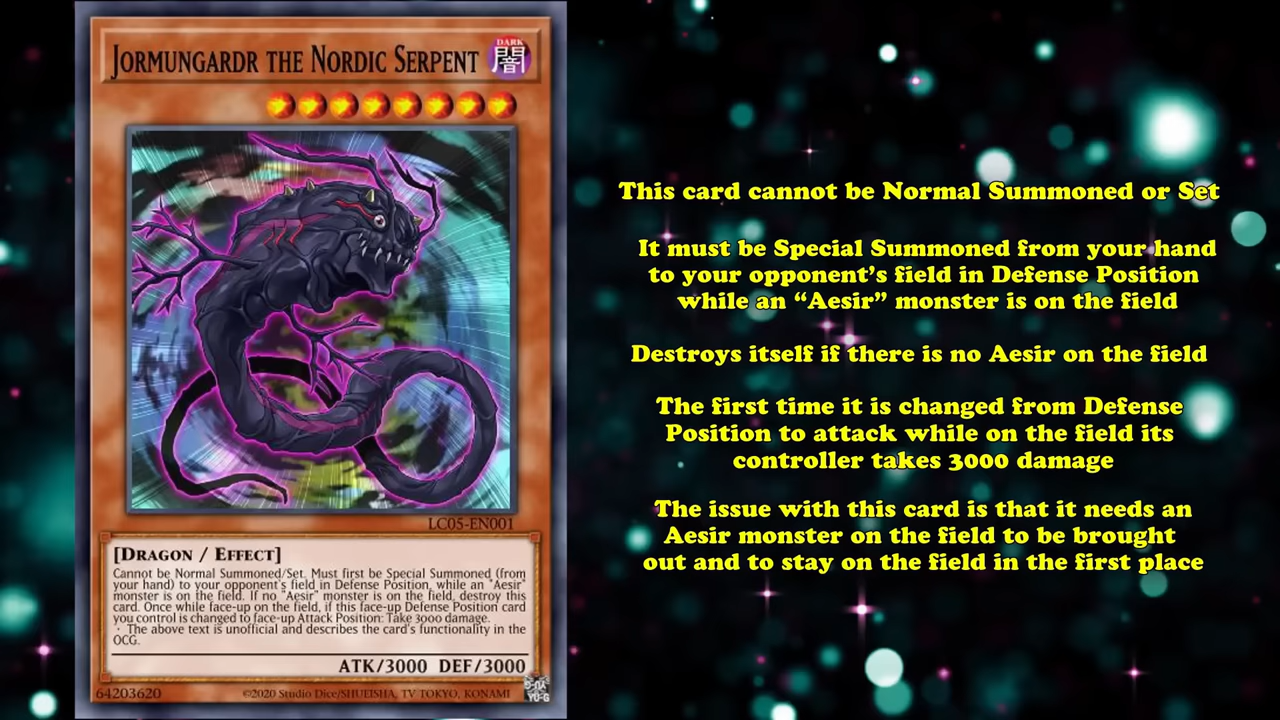 JORMUNGARDR THE NORDIC SERPENT
DARK
闇
LC05-EN001
[DRAGON / EFFECT]
Cannot be Normal Summoned/Set. Must first be Special Summoned (from
your hand) to your opponent's field in Defense Position, while an "Aesir"
monster is on the field. If no "Aesir" monster is on the field, destroy this
card. Once while face-up on the field, if this face-up Defense Position card
you control is changed to face-up Attack Position: Take 3000 damage.
· The above text is unofficial and describes the card's functionality in the
OCG.
ATK/3000 DEF/3000
64203620
©2020 Studio Dice/SHUEISHA, TV TOKYO, KONAMI
This card cannot be Normal Summoned or Set
It must be Special Summoned from your hand
to your opponent's field in Defense Position
while an “Aesir” monster is on the field
Destroys itself if there is no Aesir on the field
The first time it is changed from Defense
Position to attack while on the field its
controller takes 3000 damage
The issue with this card is that it needs an
Aesir monster on the field to be brought
out and to stay on the field in the first place